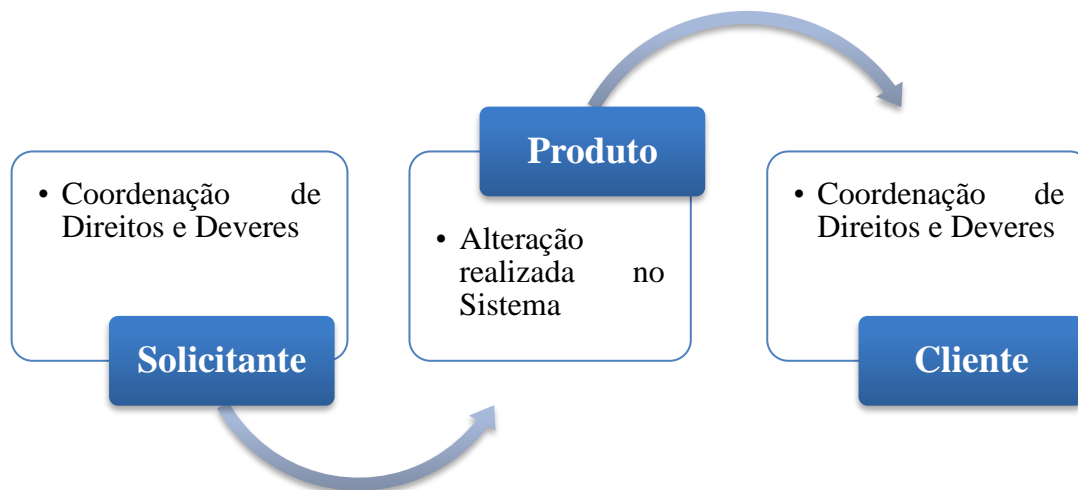 • Coordenação de
Direitos e Deveres
Solicitante
Produto
• Alteração
realizada no
Sistema
• Coordenação de
Direitos e Deveres
Cliente